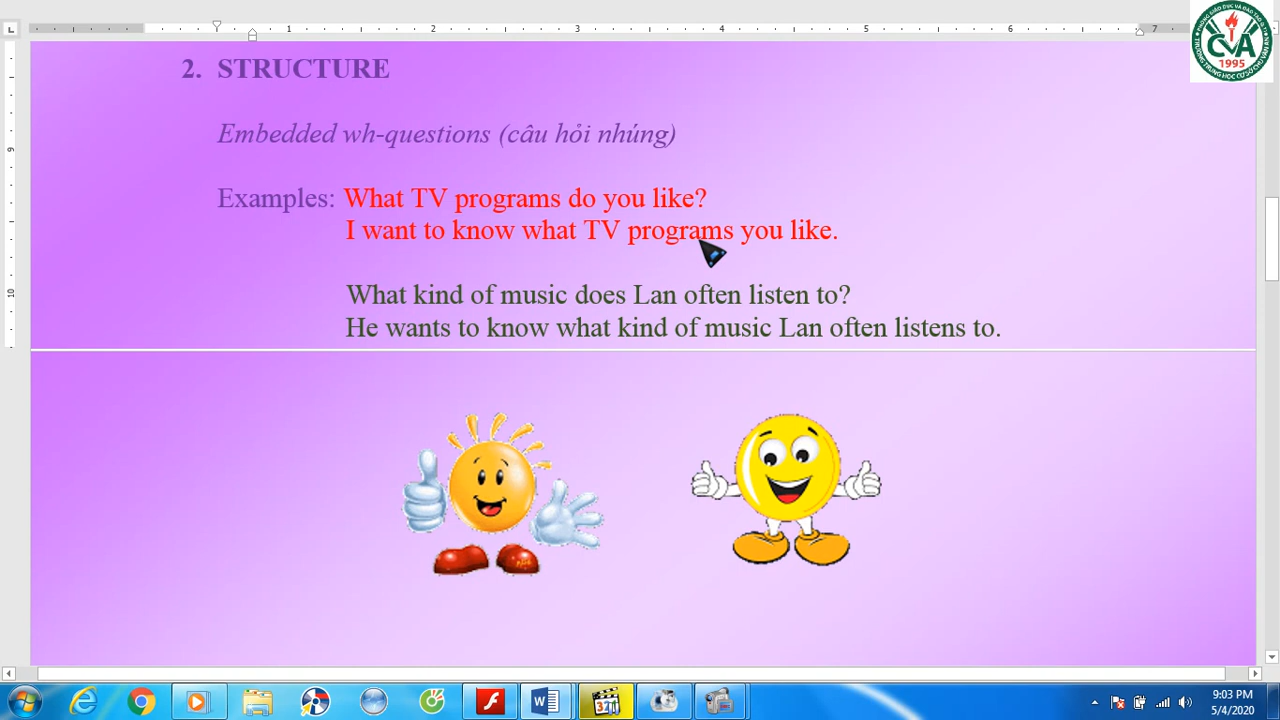 2. STRUCTURE
Embedded wh-questions (câu hỏi nhúng)
Examples: What TV programs do you like?
I want to know what TV programs you like.
What kind of music does Lan often listen to?
He wants to know what kind of music Lan often listens to.
CVA
1995
9:03 PM
5/4/2020